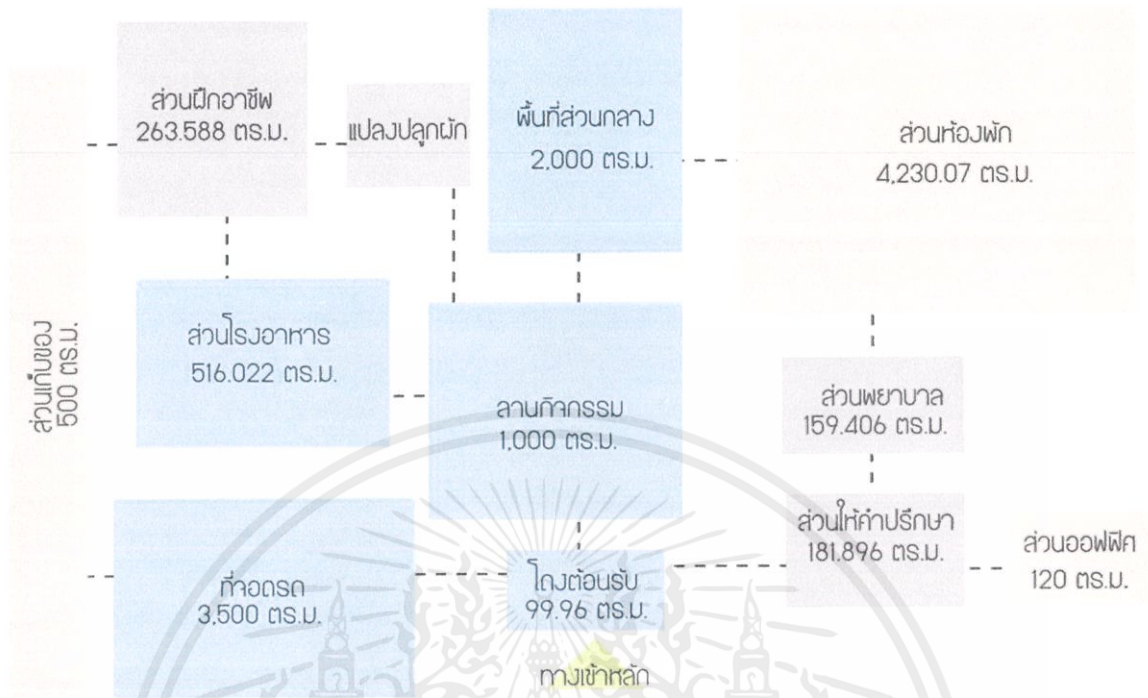 ส่วนฝึกอาชีพ
263.588 ตร.ม.
แปลงปลูกผัก
พื้นที่ส่วนกลาง
2,000 ตร.ม.
ส่วนห้องพัก
4,230.07 ตร.ม.
ส่วนเก็บของ
500 ตร.ม.
ส่วนโรงอาหาร
516.022 ตร.ม.
ลานกิจกรรม
1,000 ตร.ม.
ส่วนพยาบาล
159.406 ตร.ม.
ส่วนให้คำปรึกษา
181.896 ตร.ม.
ส่วนออฟฟิศ
120 ตร.ม.
ที่จอดรถ
3,500 ตร.ม.
โถงต้อนรับ
99.96 ตร.ม.
ทางเข้าหลัก